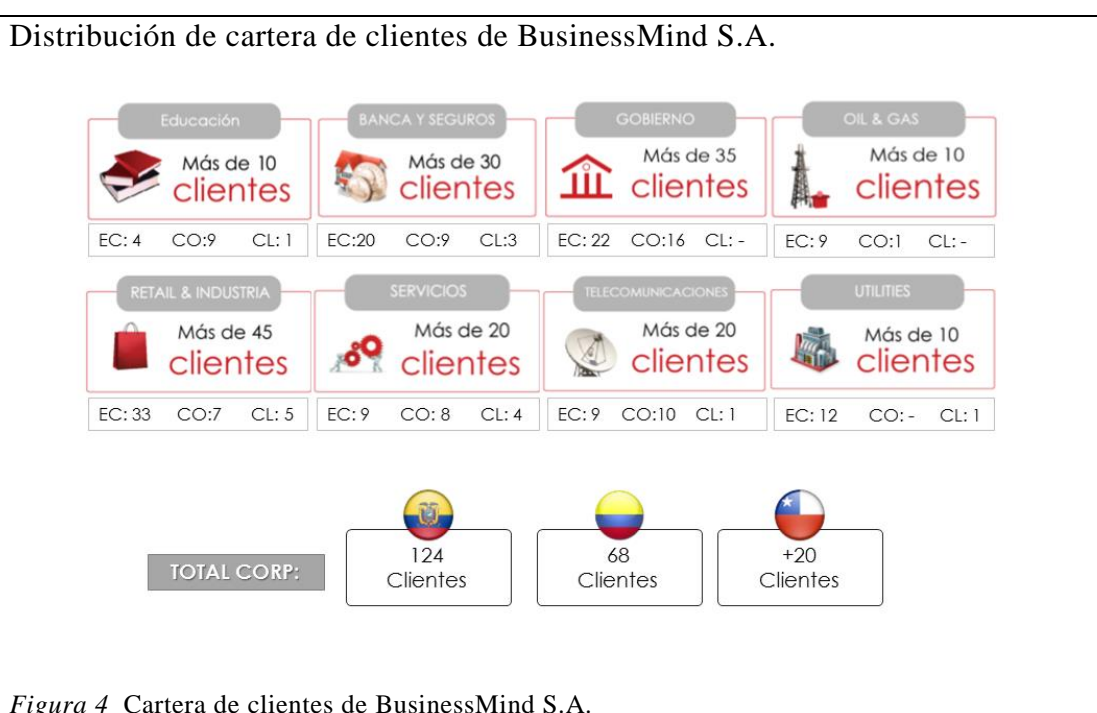 Distribución de cartera de clientes de BusinessMind S.A.
Educación
Más de 10
clientes
EC: 4 CO:9 CL: 1
BANCA Y SEGUROS
Más de 30
clientes
EC:20 CO:9 CL:3
GOBIERNO
Más de 35
clientes
EC: 22 CO:16 CL: -
OIL & GAS
Más de 10
clientes
EC: 9 CO:1 CL: -
RETAIL & INDUSTRIA
Más de 45
clientes
EC: 33 CO:7 CL: 5
SERVICIOS
Más de 20
clientes
EC: 9 CO: 8 CL: 4
TELECOMUNICACIONES
Más de 20
clientes
EC: 9 CO:10 CL: 1
UTILITIES
Más de 10
clientes
EC: 12 CO: - CL: 1
TOTAL CORP:
124
Clientes
68
Clientes
+20
Clientes
Figura 4 Cartera de clientes de BusinessMind S.A.